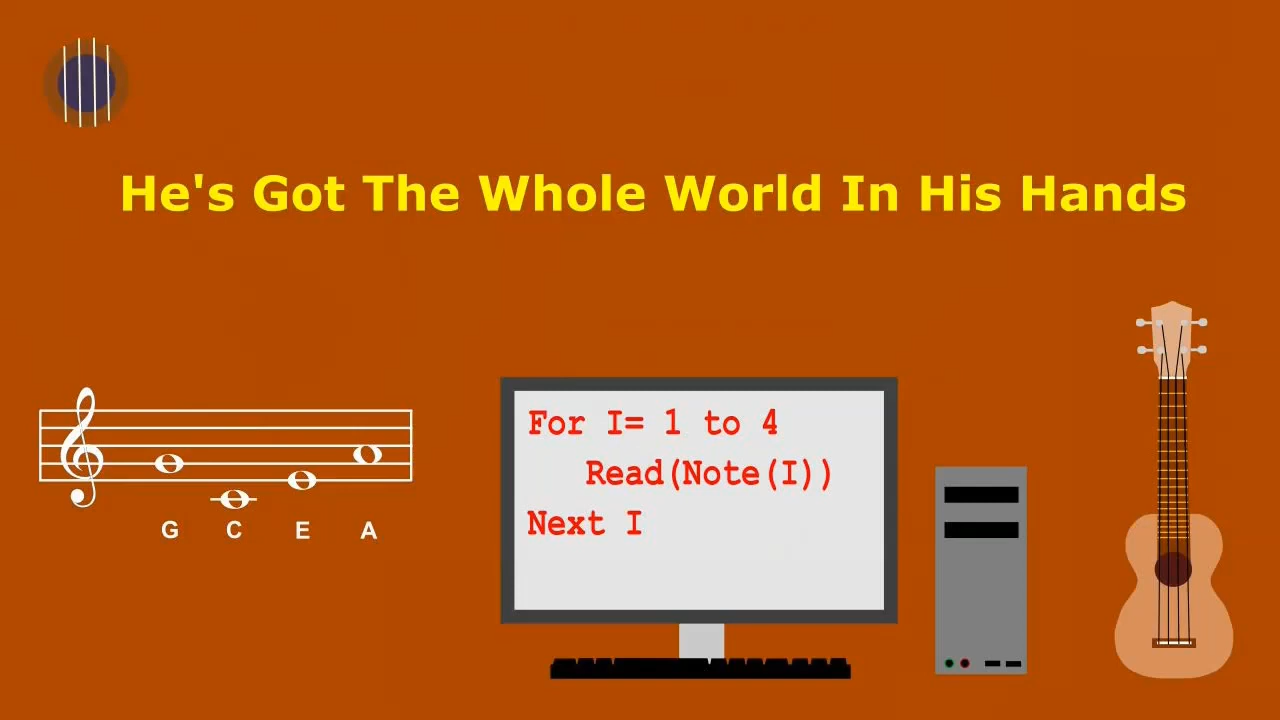 He's Got The Whole World In His Hands
For I= 1 to 4
Read(Note(I))
Next I
G C E A